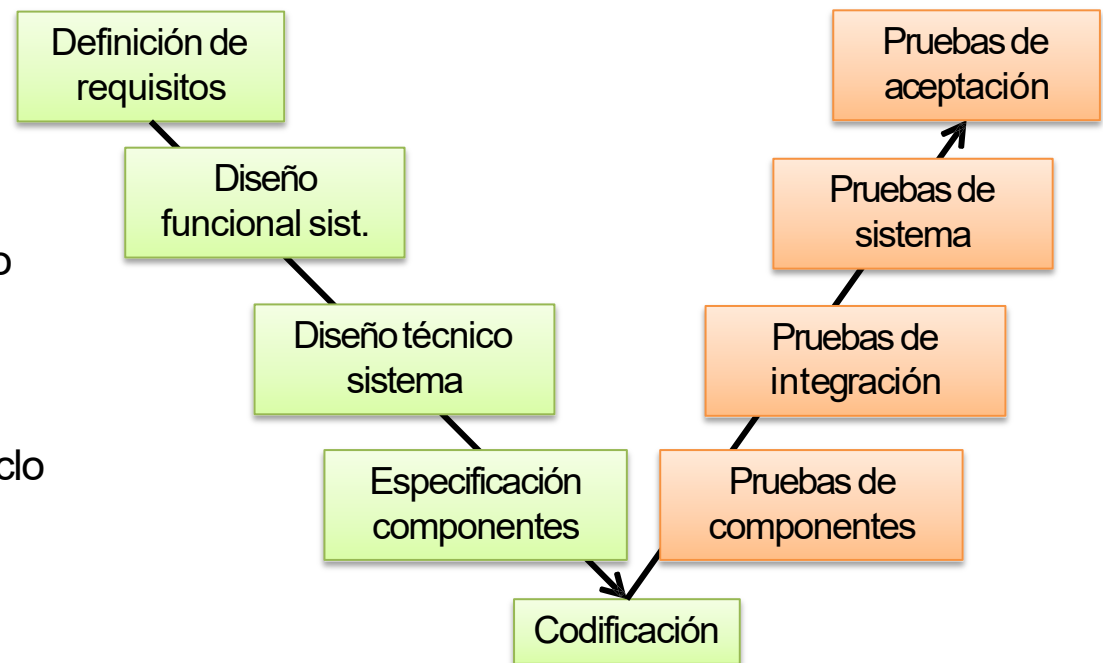 Definición de
requisitos
Pruebas de
aceptación
Diseño
funcional sist.
Pruebas de
sistema
o
Diseño técnico
sistema
Pruebas de
integración
clo
Especificación
componentes
Pruebas de
componentes
Codificación